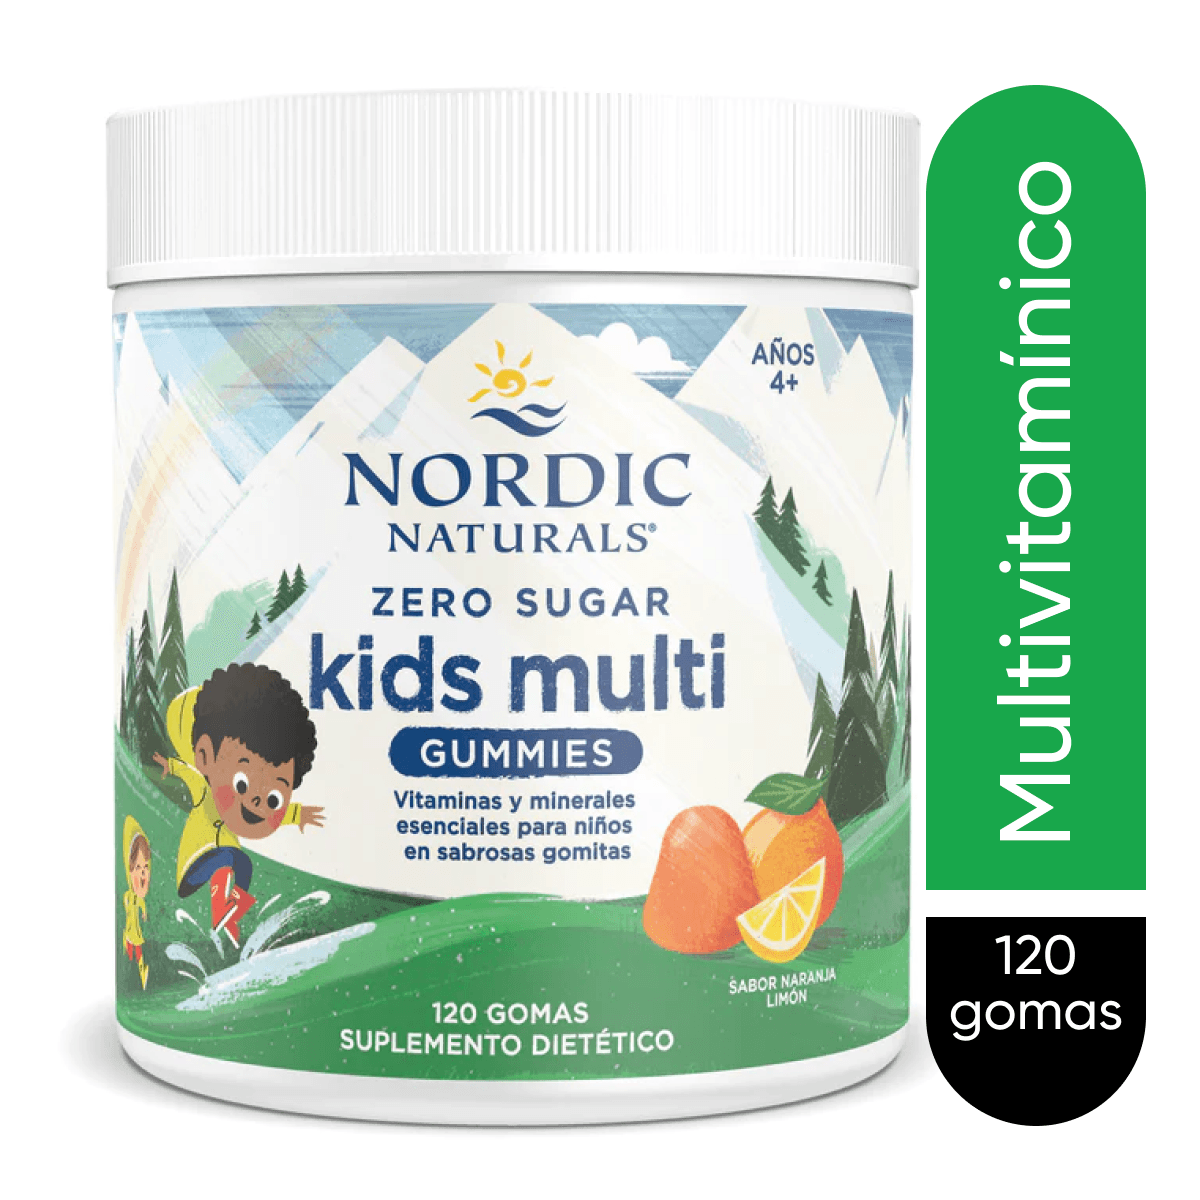 AÑOS
4+
NORDIC
NATURALS®
ZERO SUGAR
kids multi
GUMMIES
Vitaminas y minerales
esenciales para niños
en sabrosas gomitas
SABOR NARANJA
LIMÓN
120 GOMAS
SUPLEMENTO DIETÉTICO
Multivitamínico
120
gomas